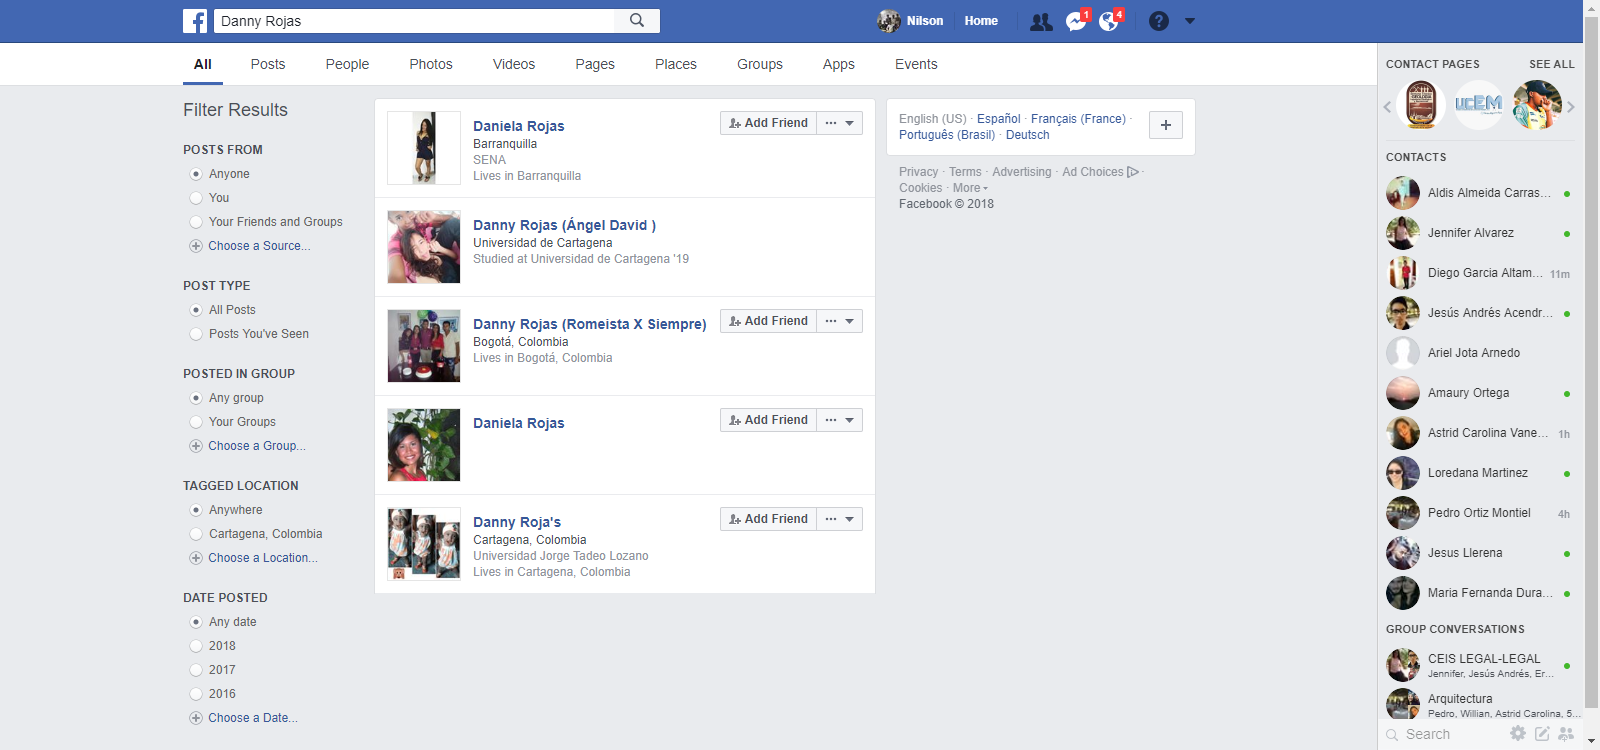 Danny Rojas
Nilson
Home
1
4
?
All
Posts
People
Photos
Videos
Pages
Places
Groups
Apps
Events
Filter Results
POSTS FROM
Anyone
You
Your Friends and Groups
Choose a Source...
POST TYPE
All Posts
Posts You've Seen
POSTED IN GROUP
Any group
Your Groups
Choose a Group...
TAGGED LOCATION
Anywhere
Cartagena, Colombia
Choose a Location...
DATE POSTED
Any date
2018
2017
2016
Choose a Date...
Daniela Rojas
Barranquilla
SENA
Lives in Barranquilla
Add Friend
Danny Rojas (Ángel David )
Universidad de Cartagena
Studied at Universidad de Cartagena '19
Danny Rojas (Romeista X Siempre)
Bogotá, Colombia
Lives in Bogotá, Colombia
Add Friend
Daniela Rojas
Add Friend
Danny Roja's
Cartagena, Colombia
Universidad Jorge Tadeo Lozano
Lives in Cartagena, Colombia
Add Friend
English (US) · Español · Français (France) ·
Português (Brasil) · Deutsch
Privacy · Terms · Advertising · Ad Choices ·
Cookies · More
Facebook © 2018
CONTACT PAGES
SEE ALL
UCEM
CONTACTS
Aldis Almeida Carras...
Jennifer Alvarez
Diego Garcia Altam... 11m
Jesús Andrés Acendr...
Ariel Jota Arnedo
Amaury Ortega
Astrid Carolina Vane... 1h
Loredana Martinez
Pedro Ortiz Montiel 4h
Jesus Llerena
Maria Fernanda Dura...
GROUP CONVERSATIONS
CEIS LEGAL-LEGAL
Jennifer, Jesús Andrés, Er...
Arquitectura
Pedro, Willian, Astrid Carolina, 5...
Search